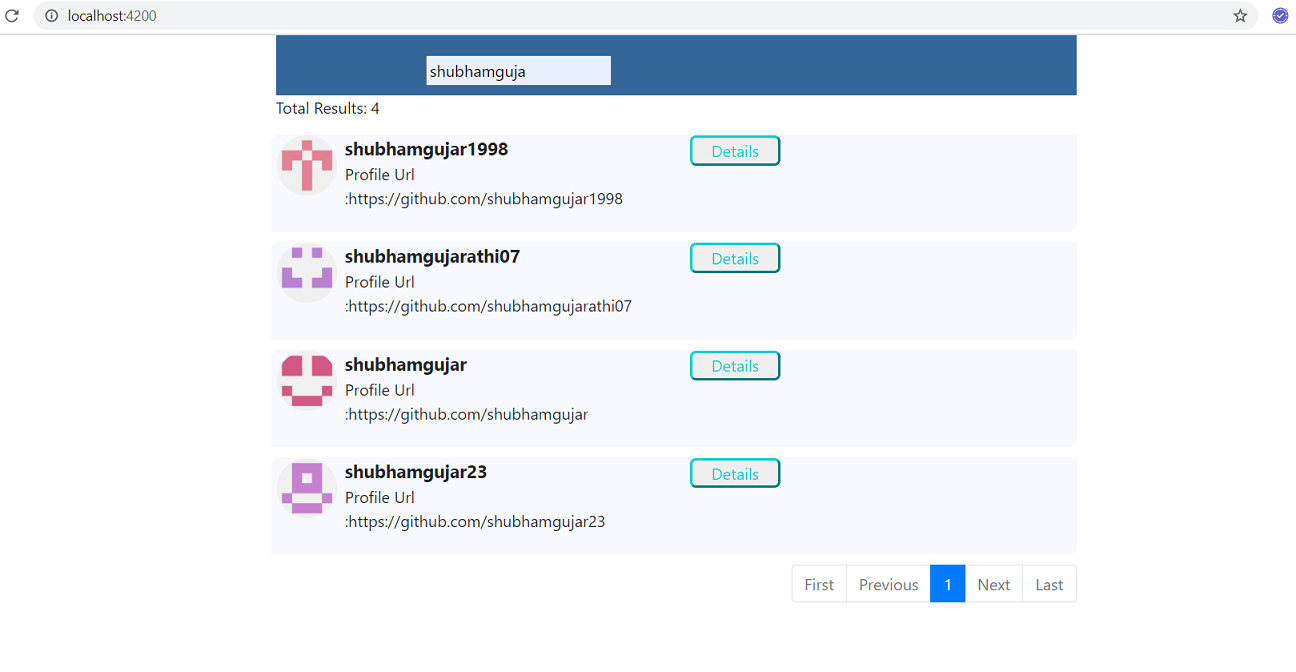 localhost:4200
shubhamguja
Total Results: 4
shubhamgujar1998 Details
Profile Url
:https://github.com/shubhamgujar1998
shubhamgujarathi07 Details
Profile Url
:https://github.com/shubhamgujarathi07
shubhamgujar Details
Profile Url
:https://github.com/shubhamgujar
shubhamgujar23 Details
Profile Url
:https://github.com/shubhamgujar23
First Previous 1 Next Last